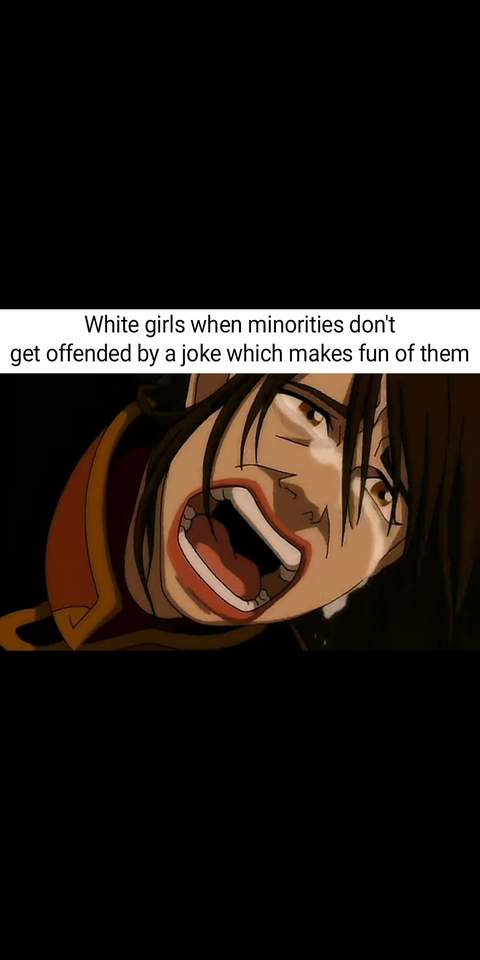 White girls when minorities don't
get offended by a joke which makes fun of them